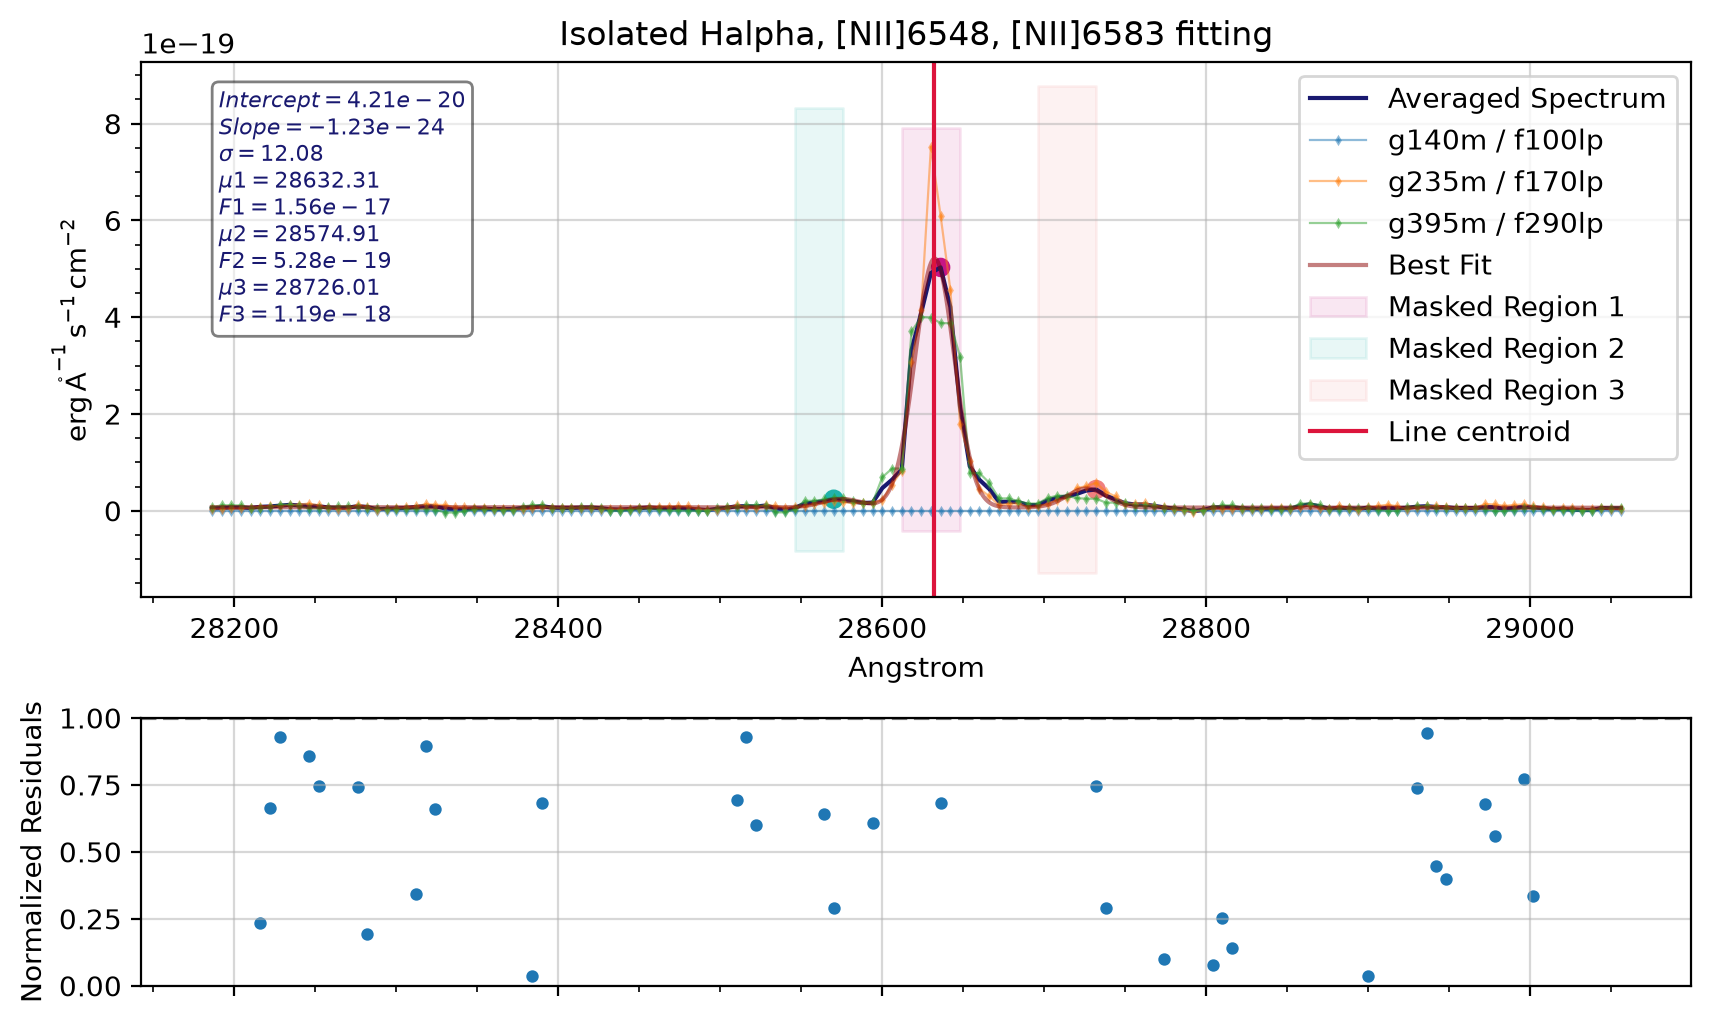 Isolated Halpha, [NII]6548, [NII]6583 fitting
1e−19
Intercept = 4.21e − 20
Slope = −1.23e − 24
σ = 12.08
μ1 = 28632.31
F1 = 1.56e − 17
μ2 = 28574.91
F2 = 5.28e − 19
μ3 = 28726.01
F3 = 1.19e − 18
Averaged Spectrum
g140m / f100lp
g235m / f170lp
g395m / f290lp
Best Fit
Masked Region 1
Masked Region 2
Masked Region 3
Line centroid
8
6
4
2
0
erg Å⁻¹ s⁻¹ cm⁻²
28200 28400 28600 28800 29000
Angstrom
1.00
0.75
0.50
0.25
0.00
Normalized Residuals